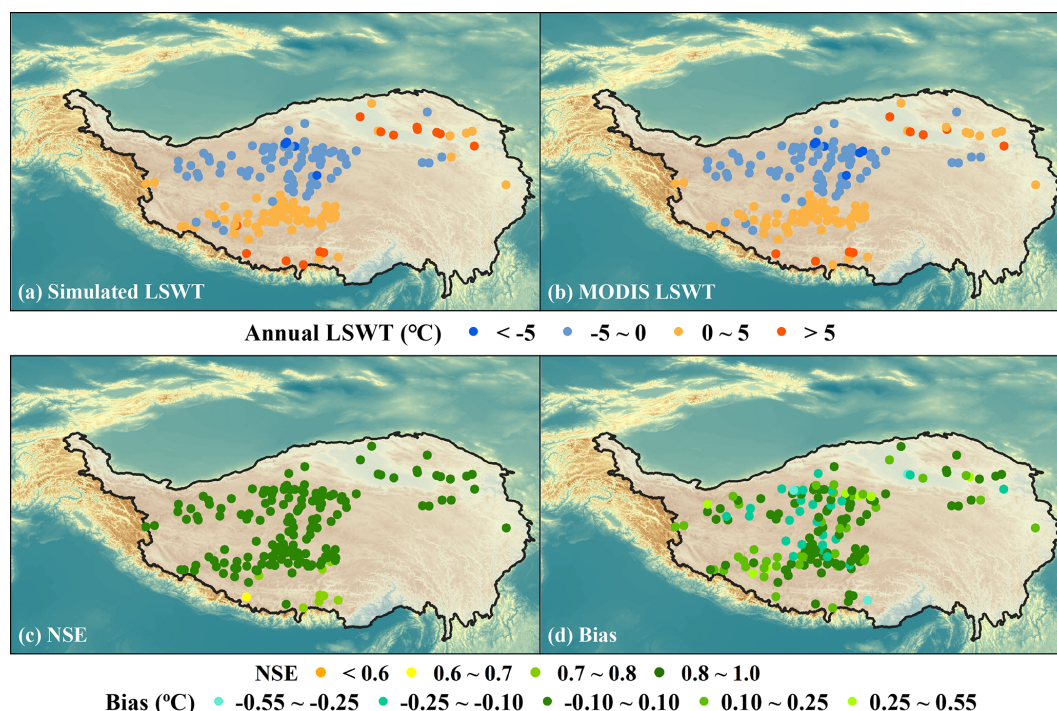 (a) Simulated LSWT
(b) MODIS LSWT
Annual LSWT (℃) < -5 -5 ~ 0 0 ~ 5 > 5
(c) NSE
(d) Bias
NSE < 0.6 0.6 ~ 0.7 0.7 ~ 0.8 0.8 ~ 1.0
Bias (℃) -0.55 ~ -0.25 -0.25 ~ -0.10 -0.10 ~ 0.10 0.10 ~ 0.25 0.25 ~ 0.55